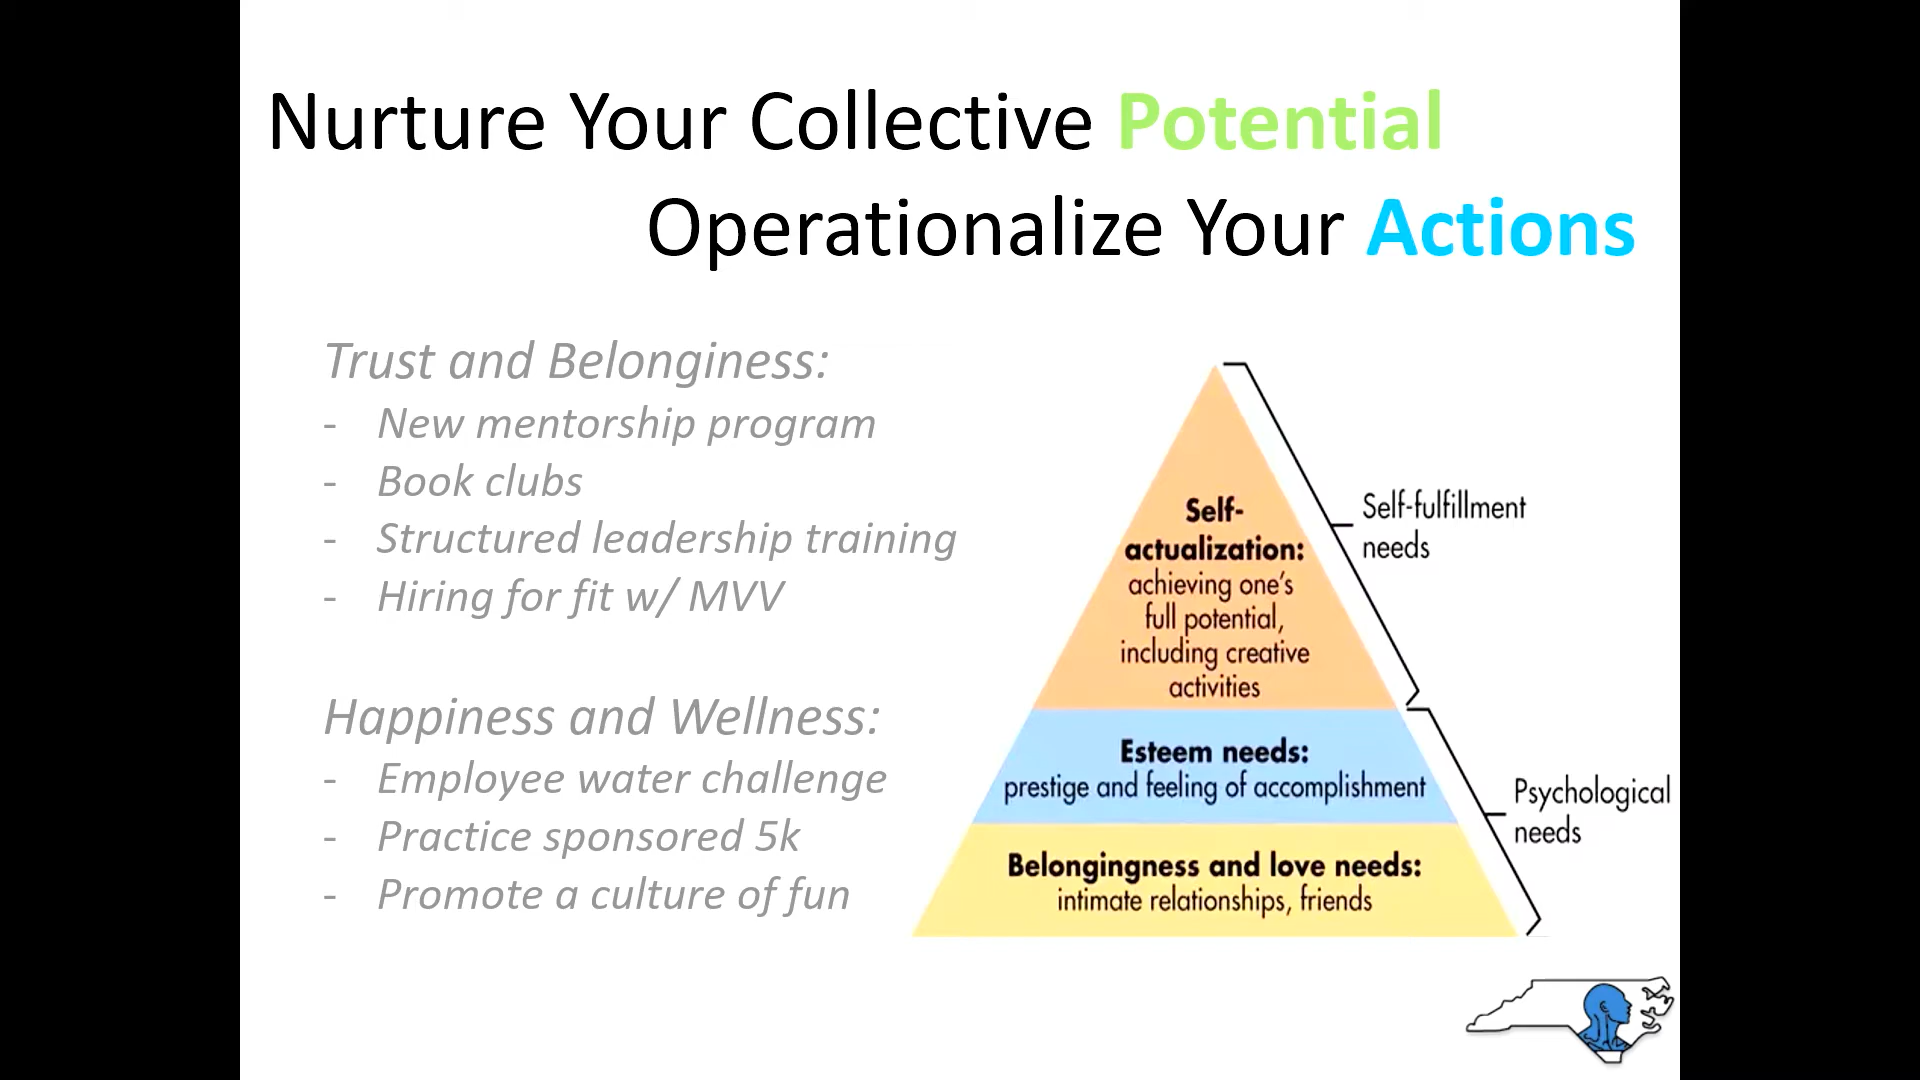 Nurture Your Collective Potential
Operationalize Your Actions
Trust and Belonginess:
- New mentorship program
- Book clubs
- Structured leadership training
- Hiring for fit w/ MVV
Happiness and Wellness:
- Employee water challenge
- Practice sponsored 5k
- Promote a culture of fun
Self-
actualization:
achieving one's
full potential,
including creative
activities
Self-fulfillment
needs
Esteem needs:
prestige and feeling of accomplishment
Psychological
needs
Belongingness and love needs:
intimate relationships, friends